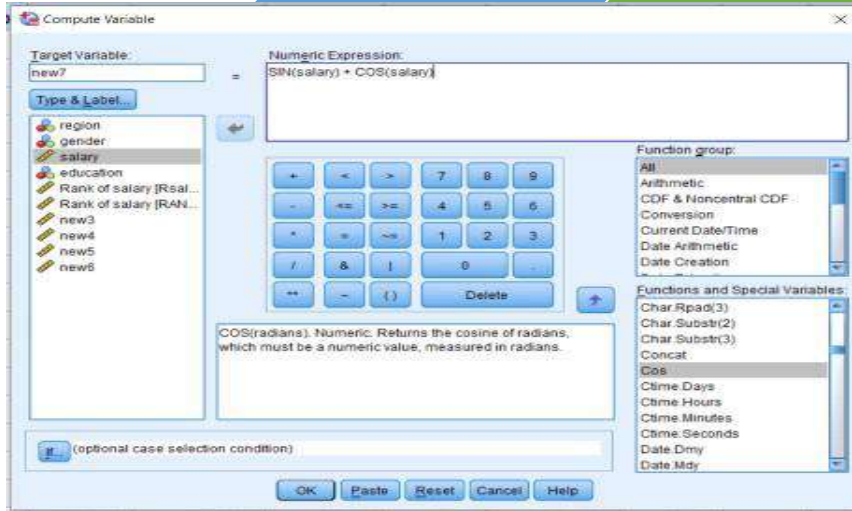 Compute Variable
Target Variable:
new7
=
Numeric Expression:
SIN(salary) + COS(salary)
Type & Label...
region
gender
salary
education
Rank of salary [Rsal...
Rank of salary [RAN...
new3
new4
new5
new6
+ < > 7 8 9
- <= >= 4 5 6
* = ~= 1 2 3
/ & | 0 .
** ~ ( ) Delete
Function group:
All
Arithmetic
CDF & Noncentral CDF
Conversion
Current Date/Time
Date Arithmetic
Date Creation
Functions and Special Variables:
Char.Rpad(3)
Char.Substr(2)
Char.Substr(3)
Concat
Cos
Ctime.Days
Ctime.Hours
Ctime.Minutes
Ctime.Seconds
Date.Dmy
Date.Mdy
COS(radians). Numeric. Returns the cosine of radians,
which must be a numeric value, measured in radians.
If... (optional case selection condition)
OK Paste Reset Cancel Help